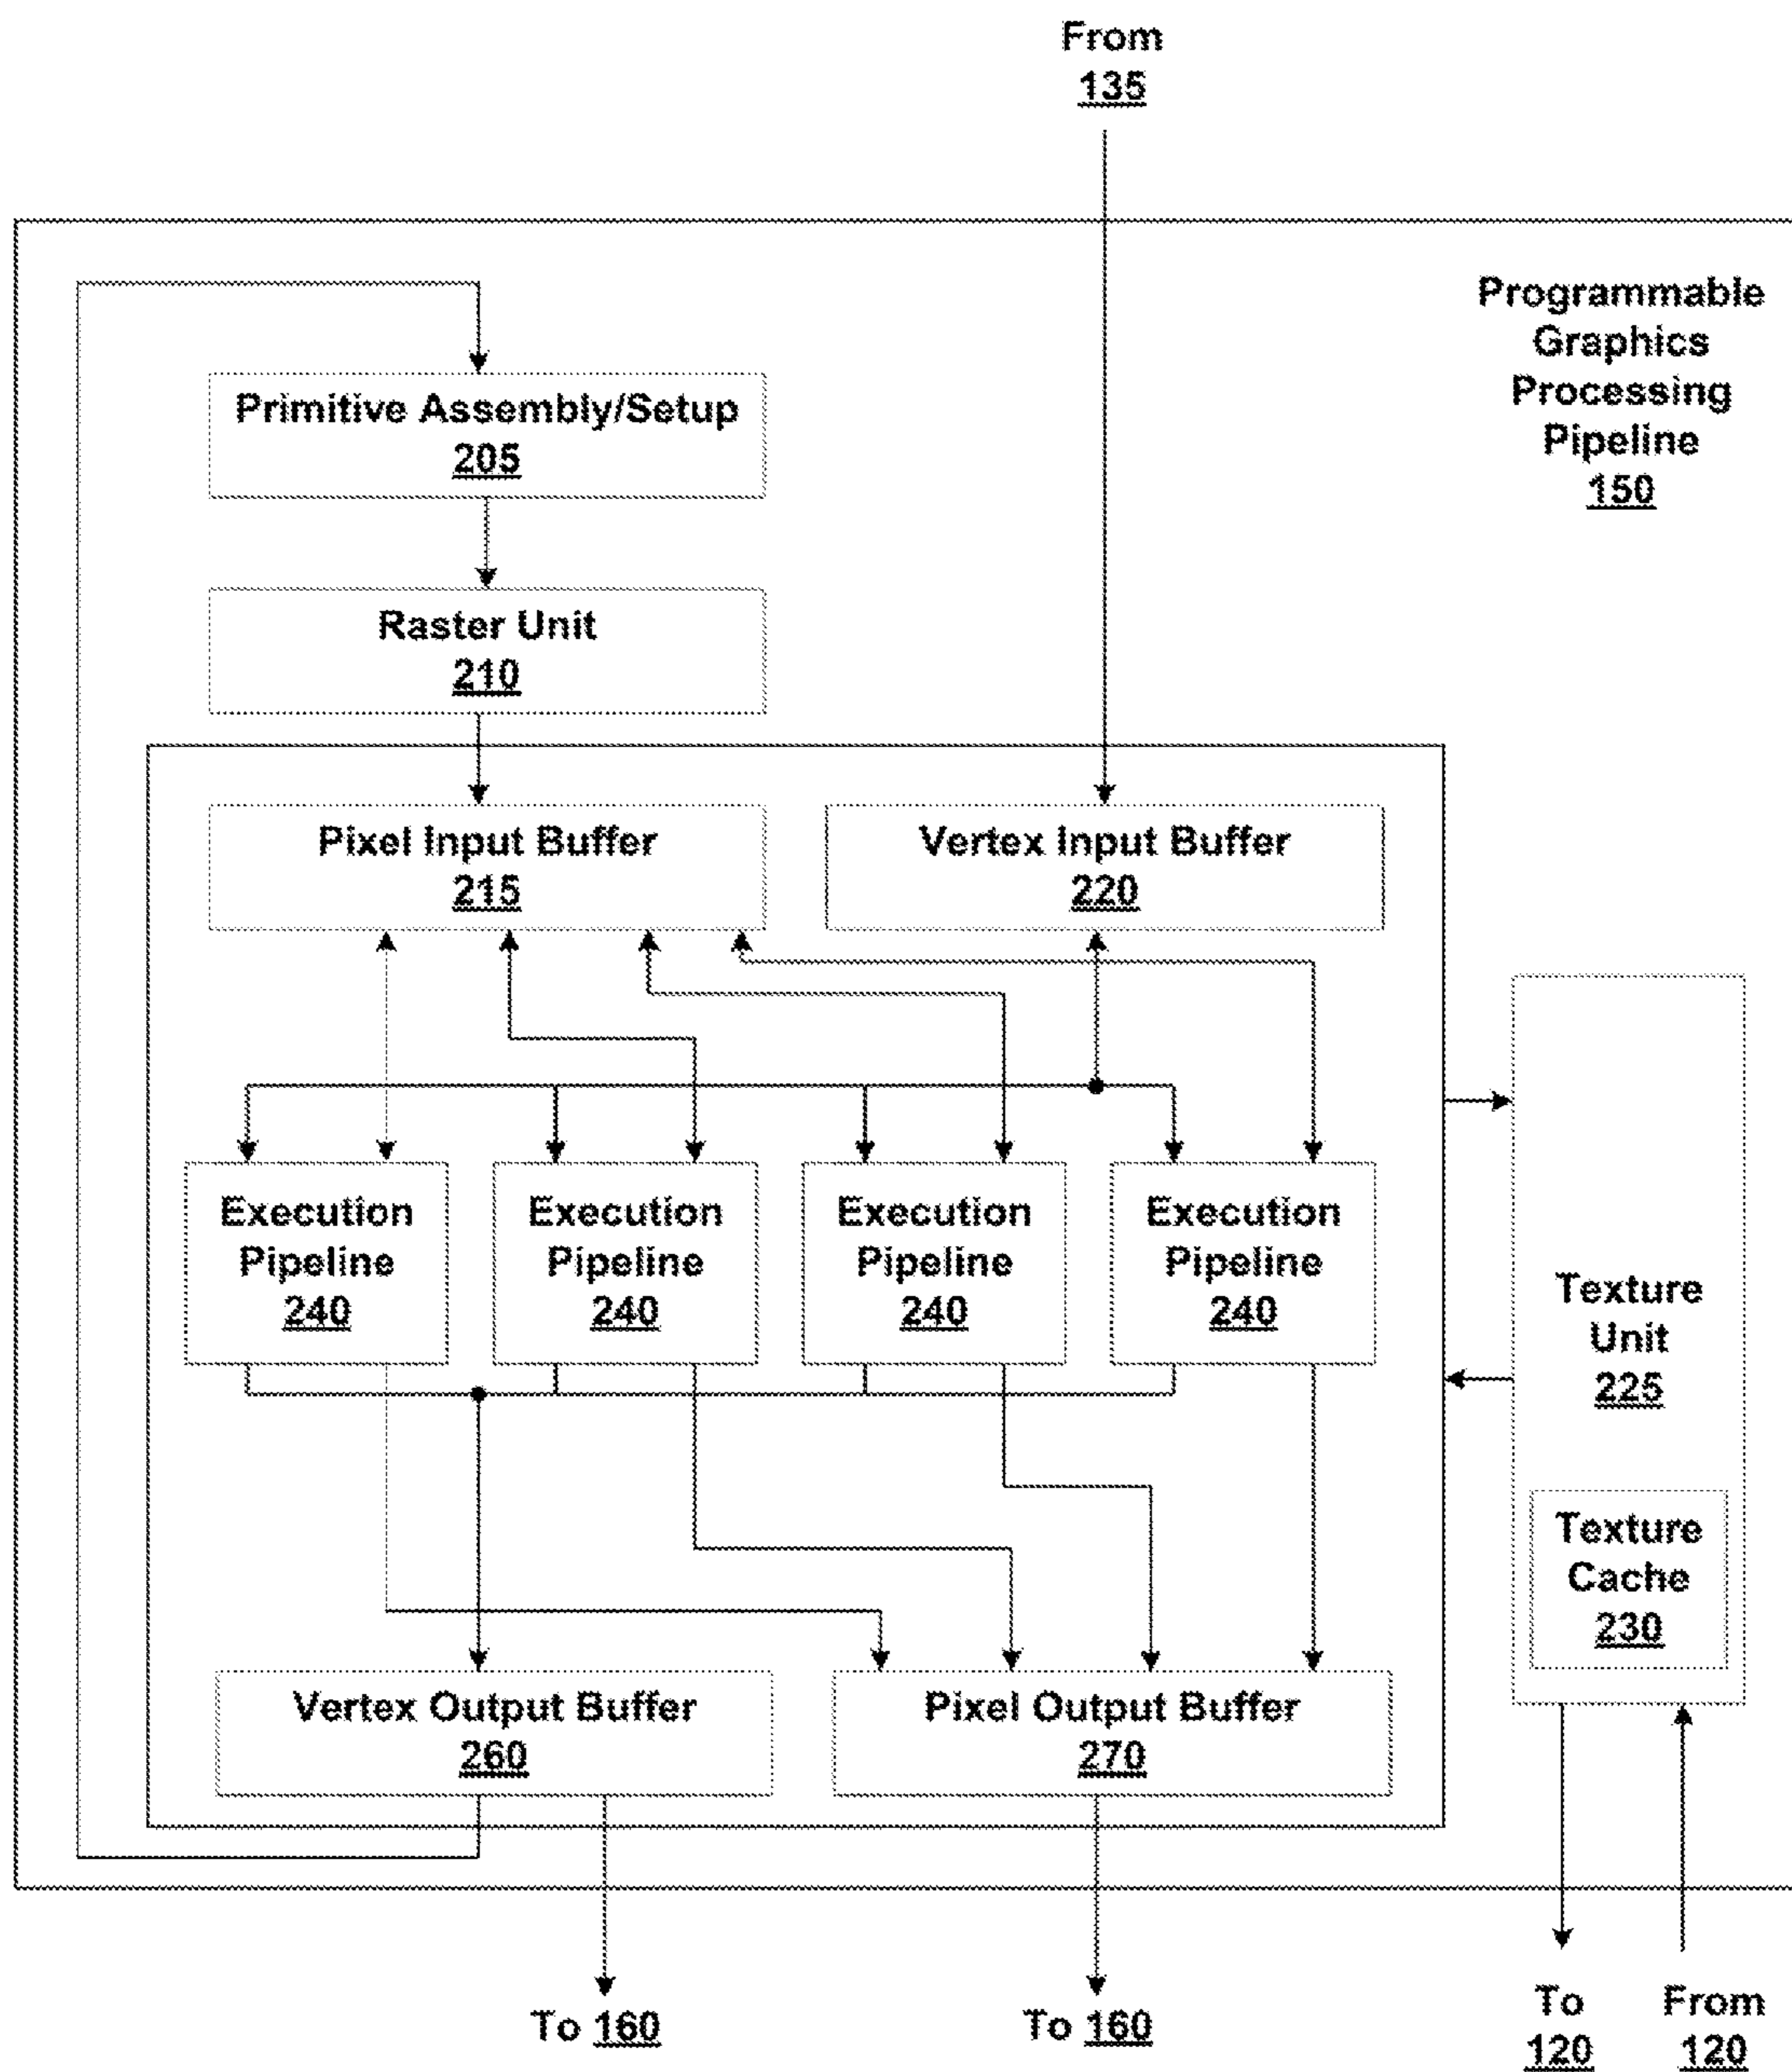 From
135
Programmable
Graphics
Processing
Pipeline
150
Primitive Assembly/Setup
205
Raster Unit
210
Pixel Input Buffer
215
Vertex Input Buffer
220
Execution
Pipeline
240
Execution
Pipeline
240
Execution
Pipeline
240
Execution
Pipeline
240
Texture
Unit
225
Texture
Cache
230
Vertex Output Buffer
260
Pixel Output Buffer
270
To 160
To 160
To
120
From
120